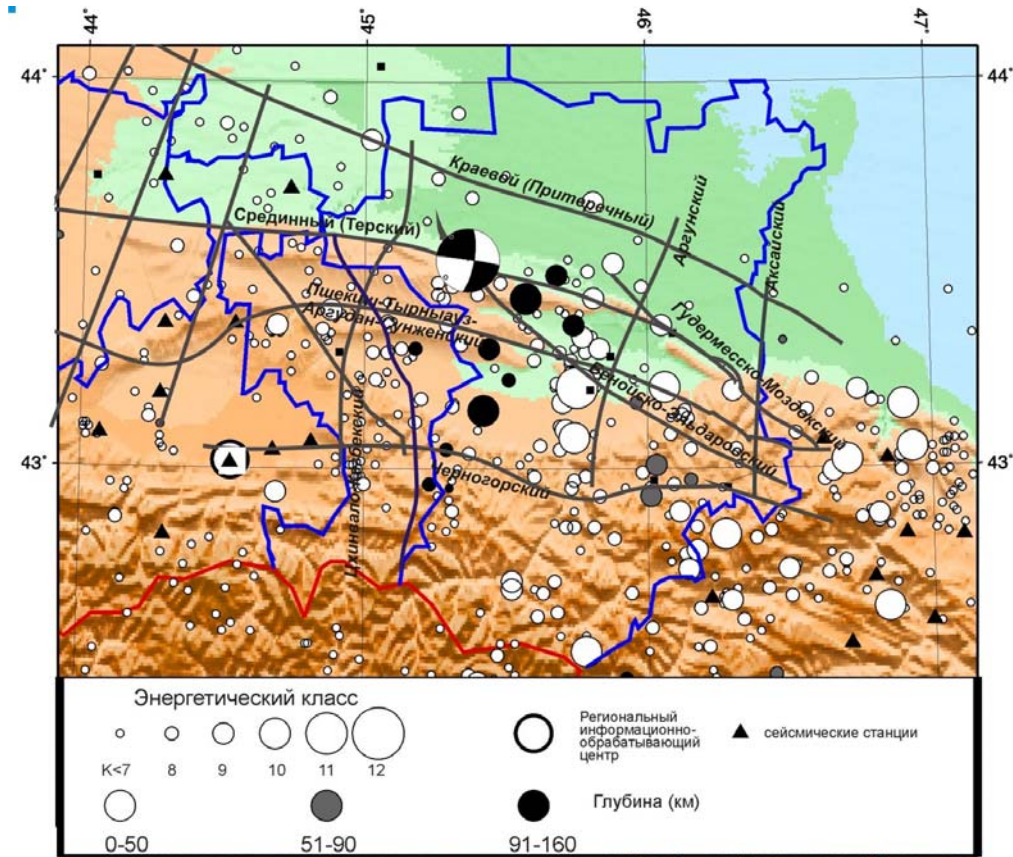 44°
45°
46°
47°
44°
44°
43°
43°
Краевой (Притеречный)
Срединный (Терский)
Аргунский
Аксайский
Пшекиш-Тырныауз-
Аргудан-Сунженский
Гудермесско-Моздокский
Бенойско-Эльдаровский
Черногорский
Энергетический класс
K<7 8 9 10 11 12
Региональный
информационно-
обрабатывающий
центр
сейсмические станции
Глубина (км)
0-50 51-90 91-160